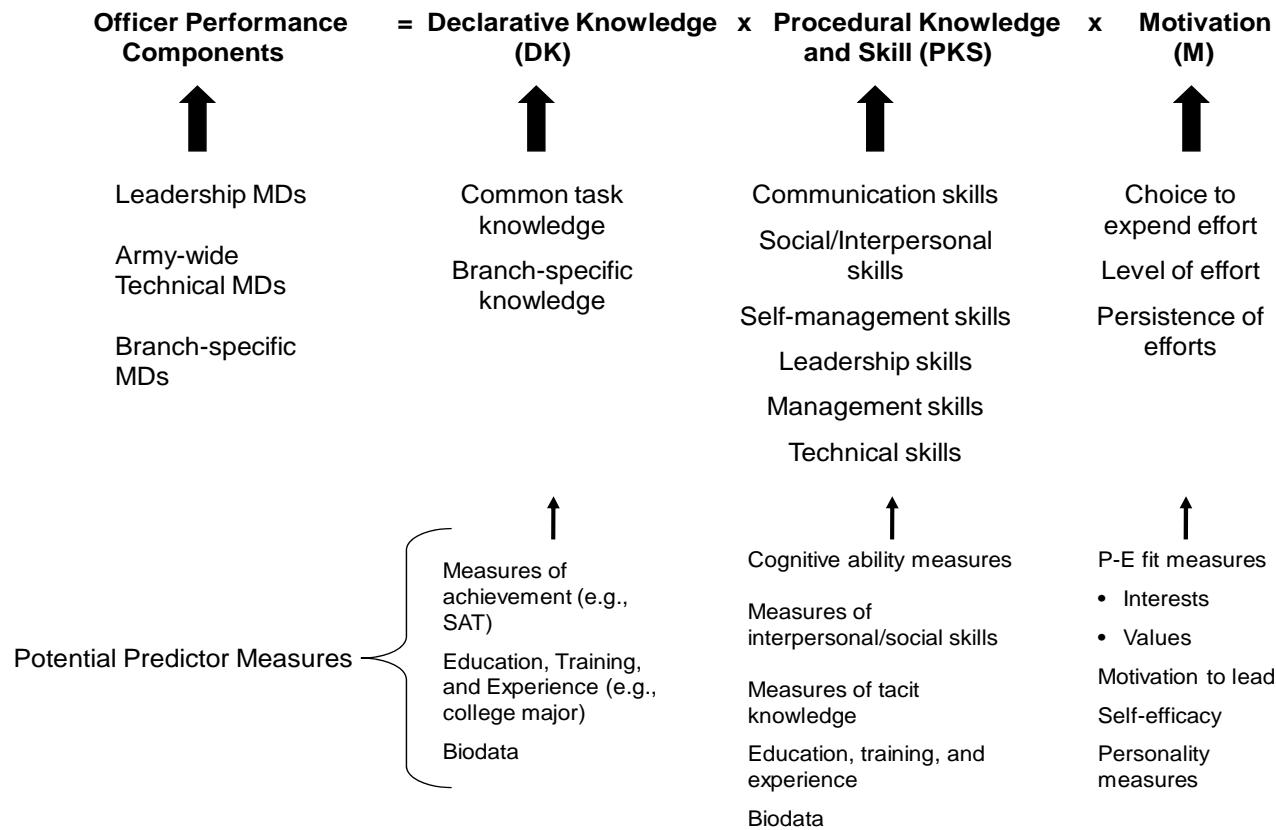 Officer Performance Components
= Declarative Knowledge (DK)
x Procedural Knowledge and Skill (PKS)
x Motivation (M)
Leadership MDs
Army-wide
Technical MDs
Branch-specific
MDs
Common task
knowledge
Branch-specific
knowledge
Communication skills
Social/Interpersonal
skills
Self-management skills
Leadership skills
Management skills
Technical skills
Choice to
expend effort
Level of effort
Persistence of
efforts
Potential Predictor Measures
Measures of
achievement (e.g.,
SAT)
Education, Training,
and Experience (e.g.,
college major)
Biodata
Cognitive ability measures
Measures of
interpersonal/social skills
Measures of tacit
knowledge
Education, training, and
experience
Biodata
P-E fit measures
• Interests
• Values
Motivation to lead
Self-efficacy
Personality
measures